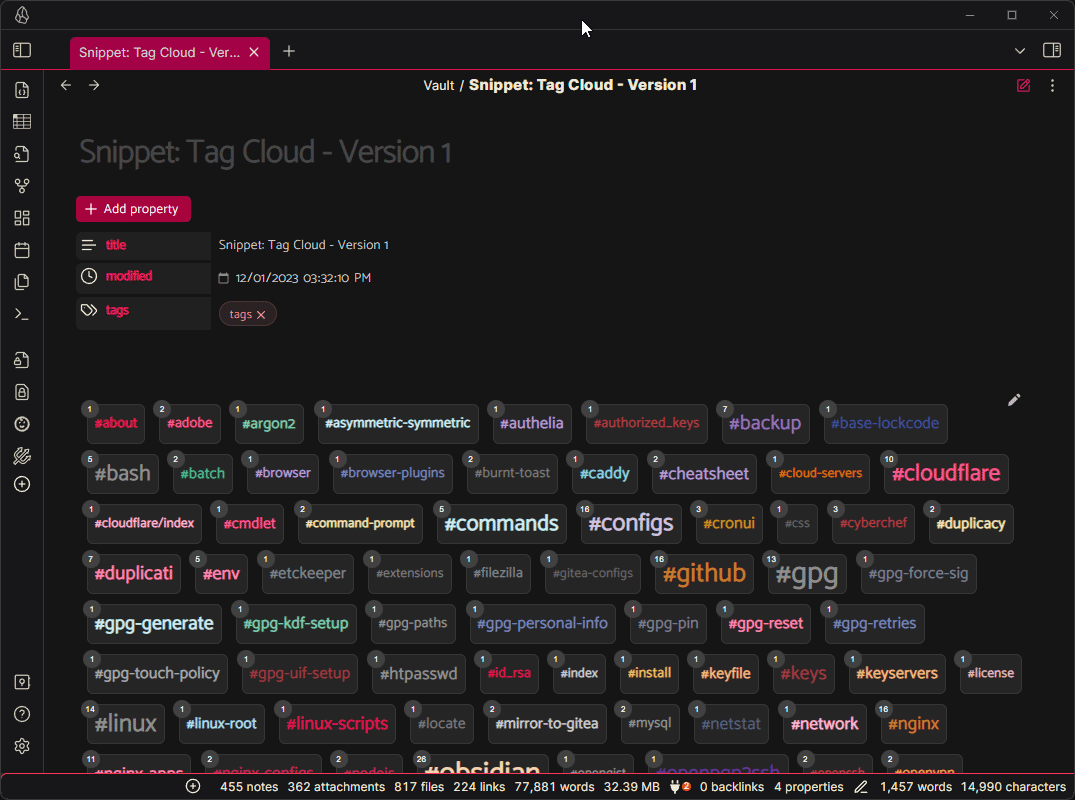 Snippet: Tag Cloud - Ver...
Vault / Snippet: Tag Cloud - Version 1
Snippet: Tag Cloud - Version 1
Add property
title Snippet: Tag Cloud - Version 1
modified 12/01/2023 03:32:10 PM
tags tags
1 #about 2 #adobe 1 #argon2 1 #asymmetric-symmetric 1 #authelia 1 #authorized_keys 7 #backup 1 #base-lockcode
5 #bash 2 #batch 1 #browser 1 #browser-plugins 2 #burnt-toast 1 #caddy 2 #cheatsheet 1 #cloud-servers 10 #cloudflare
1 #cloudflare/index 1 #cmdlet 2 #command-prompt 5 #commands 16 #configs 3 #cronui 1 #css 3 #cyberchef 2 #duplicacy
7 #duplicati 5 #env 1 #etckeeper 1 #extensions 1 #filezilla 1 #gitea-configs 16 #github 13 #gpg 1 #gpg-force-sig
1 #gpg-generate 1 #gpg-kdf-setup 1 #gpg-paths 1 #gpg-personal-info 1 #gpg-pin 1 #gpg-reset 1 #gpg-retries
1 #gpg-touch-policy 1 #gpg-uif-setup 1 #htpasswd 1 #id_rsa 1 #index 1 #install 1 #keyfile 1 #keys 1 #keyservers 1 #license
14 #linux 1 #linux-root 1 #linux-scripts 1 #locate 2 #mirror-to-gitea 2 #mysql 1 #netstat 1 #network 16 #nginx
11 #nginx-apps 2 #nginx-configs 2 #nodejs 26 #obsidian 1 #opengist 1 #openpgp2ssh 2 #openssh 2 #openvpn
455 notes 362 attachments 817 files 224 links 77,881 words 32.39 MB 2 0 backlinks 4 properties 1,457 words 14,990 characters